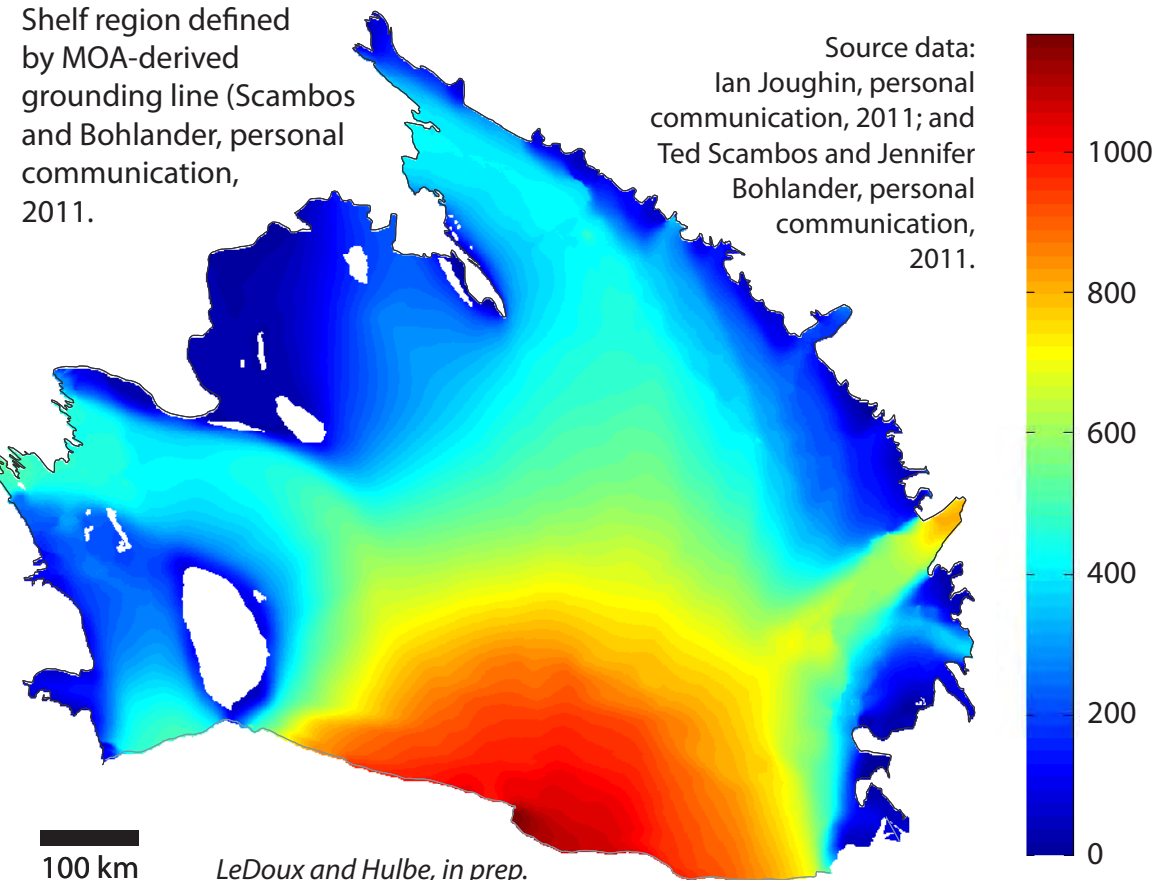 Shelf region defined
by MOA-derived
grounding line (Scambos
and Bohlander, personal
communication,
2011.
Source data:
Ian Joughin, personal
communication, 2011; and
Ted Scambos and Jennifer
Bohlander, personal
communication,
2011.
1000
800
600
400
200
0
100 km
LeDoux and Hulbe, in prep.